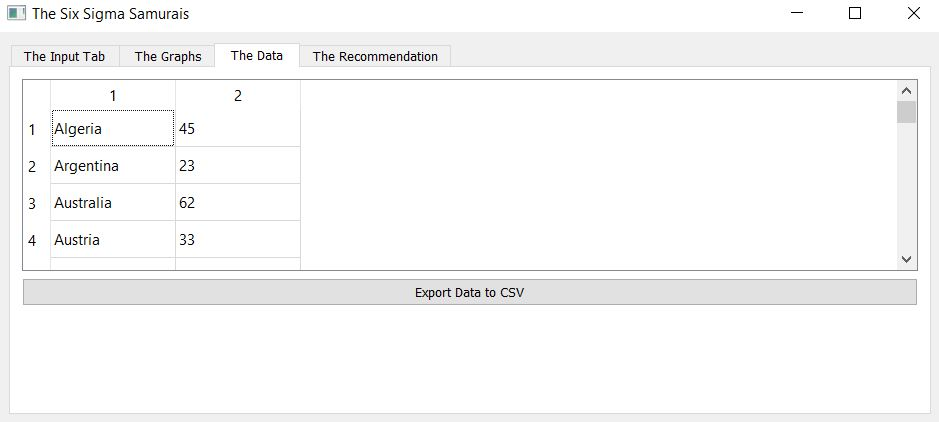 The Six Sigma Samurais
The Input Tab The Graphs The Data The Recommendation
1 2
1 Algeria 45
2 Argentina 23
3 Australia 62
4 Austria 33
Export Data to CSV